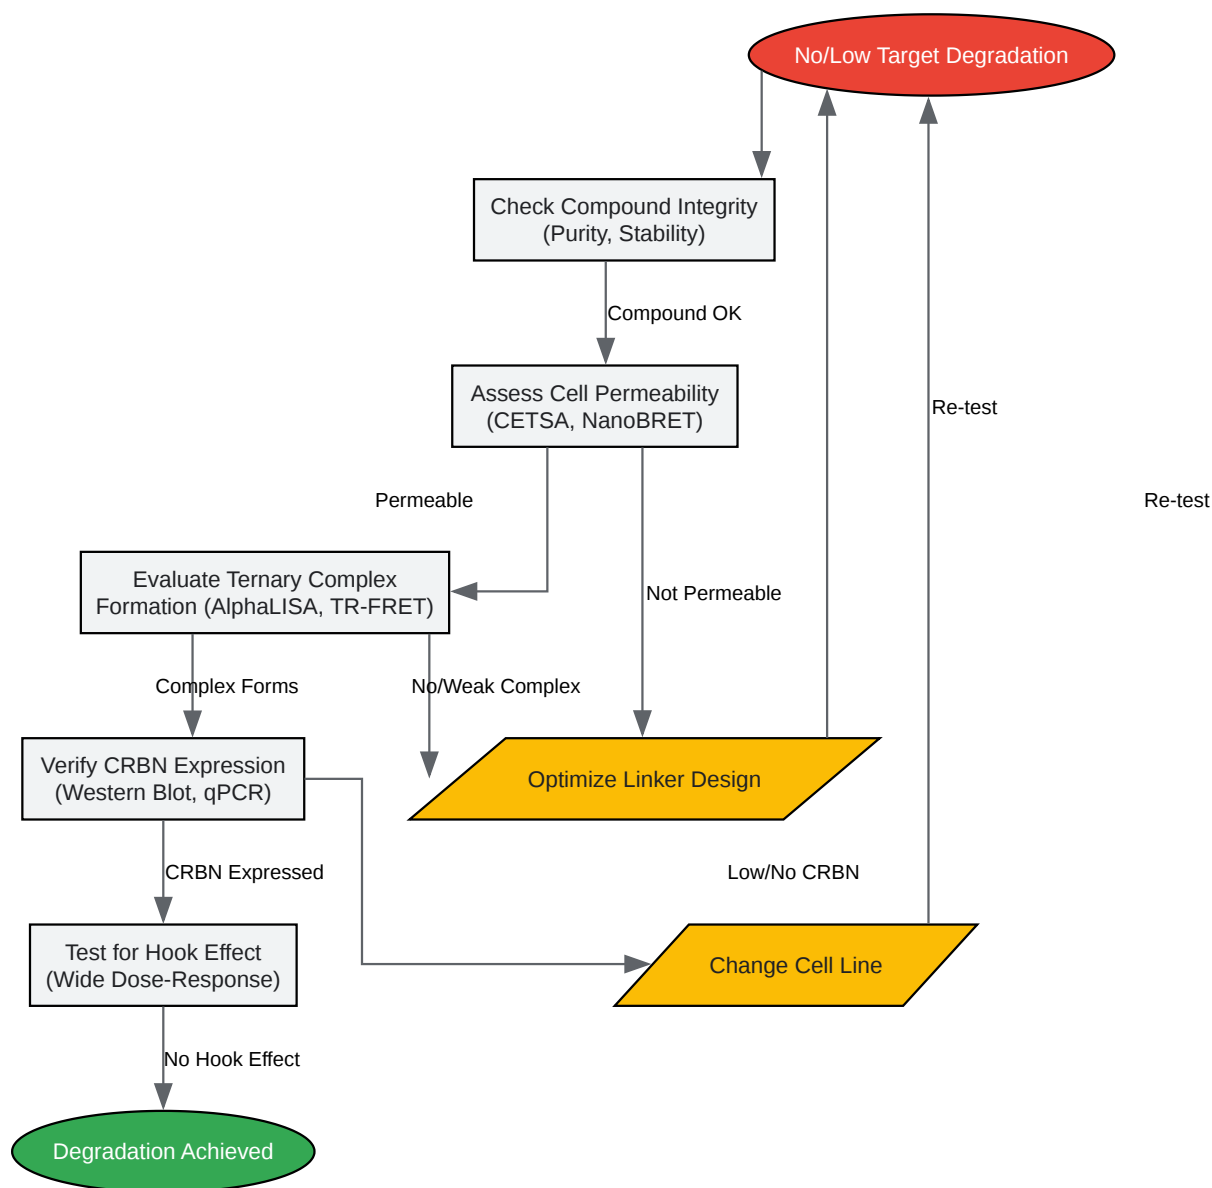 No/Low Target Degradation
Check Compound Integrity
(Purity, Stability)
Compound OK
Assess Cell Permeability
(CETSA, NanoBRET)
Re-test
Permeable
Re-test
Evaluate Ternary Complex
Formation (AlphaLISA, TR-FRET)
Not Permeable
Complex Forms
No/Weak Complex
Verify CRBN Expression
(Western Blot, qPCR)
Optimize Linker Design
CRBN Expressed
Low/No CRBN
Test for Hook Effect
(Wide Dose-Response)
Change Cell Line
No Hook Effect
Degradation Achieved